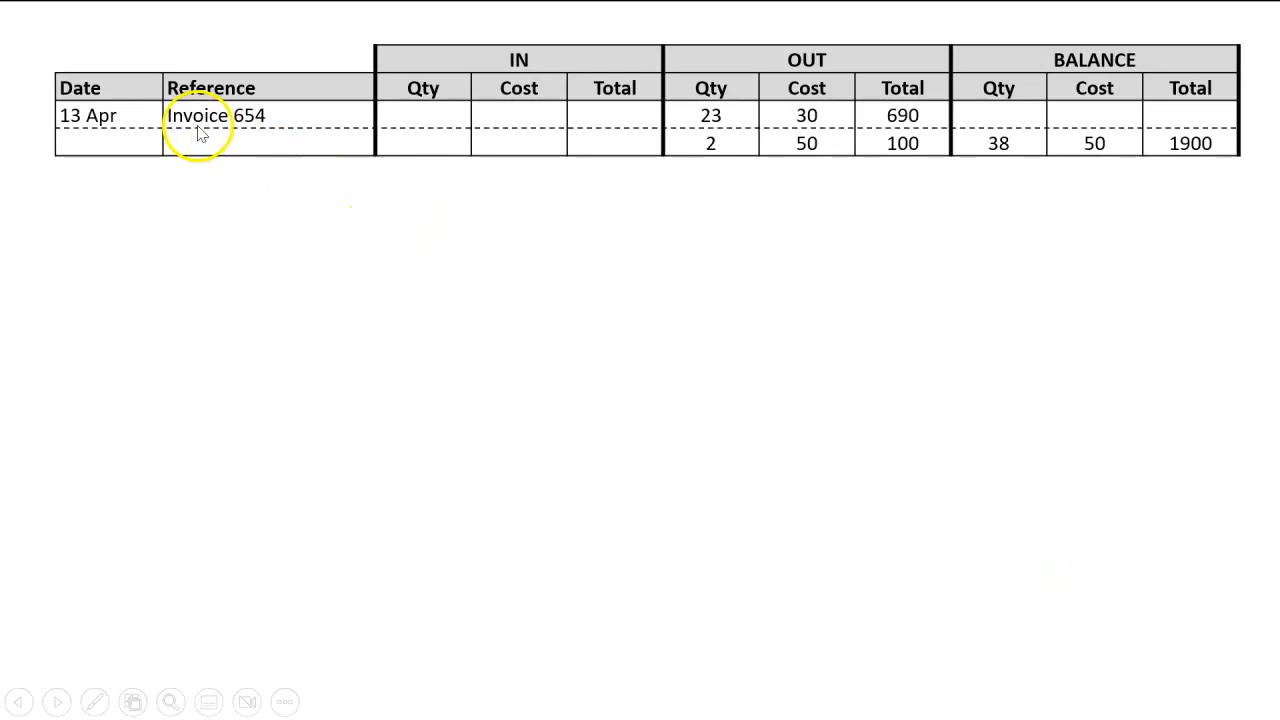 IN OUT BALANCE
Date Reference Qty Cost Total Qty Cost Total Qty Cost Total
13 Apr Invoice 654 23 30 690
2 50 100 38 50 1900